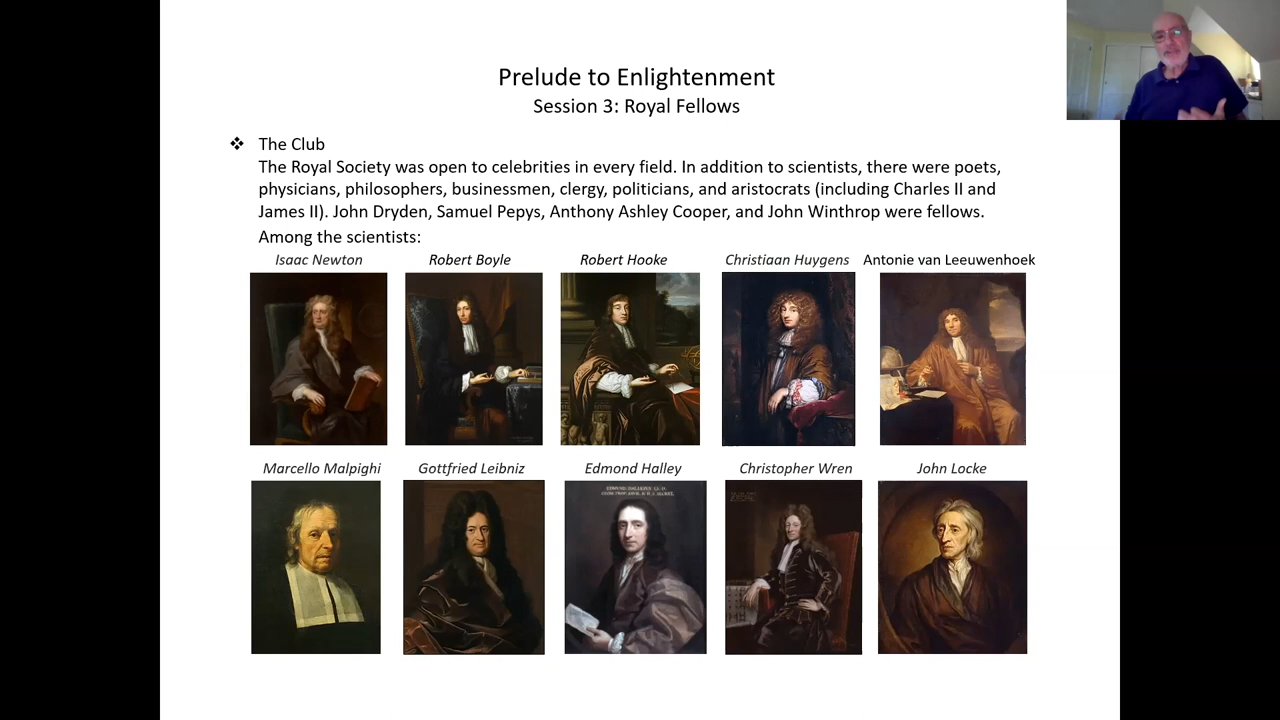 Prelude to Enlightenment
Session 3: Royal Fellows
❖ The Club
The Royal Society was open to celebrities in every field. In addition to scientists, there were poets,
physicians, philosophers, businessmen, clergy, politicians, and aristocrats (including Charles II and
James II). John Dryden, Samuel Pepys, Anthony Ashley Cooper, and John Winthrop were fellows.
Among the scientists:
Isaac Newton Robert Boyle Robert Hooke Christiaan Huygens Antonie van Leeuwenhoek
Marcello Malpighi Gottfried Leibniz Edmond Halley Christopher Wren John Locke